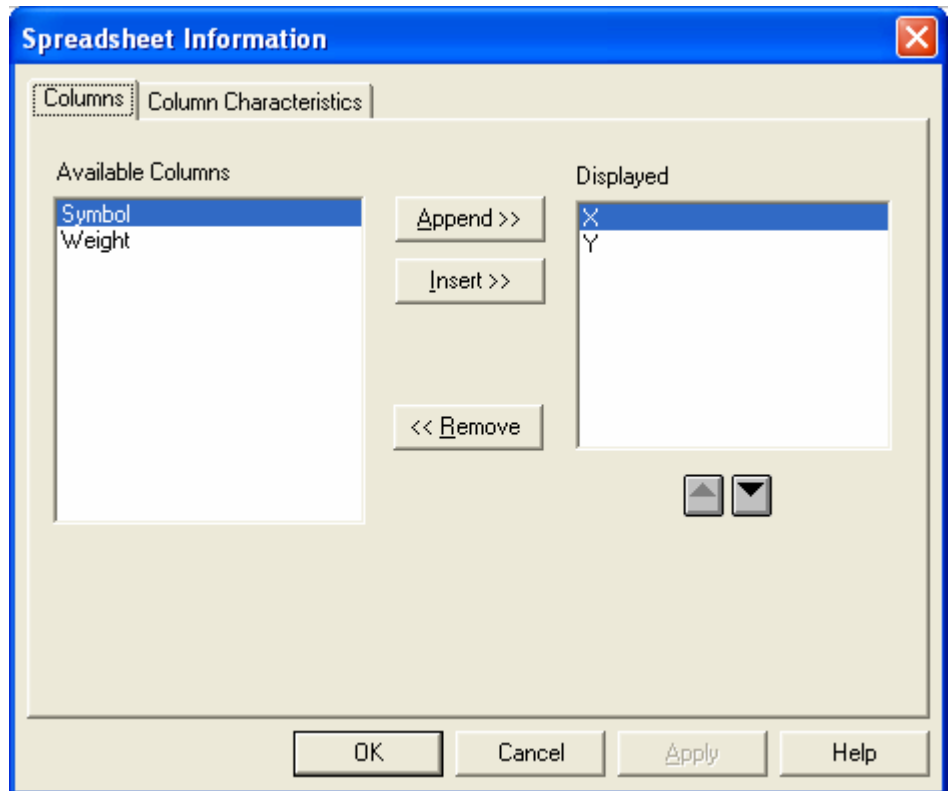 Spreadsheet Information
Columns
Column Characteristics
Available Columns
Symbol
Weight
Append >>
Insert >>
<< Remove
Displayed
X
Y
OK
Cancel
Apply
Help